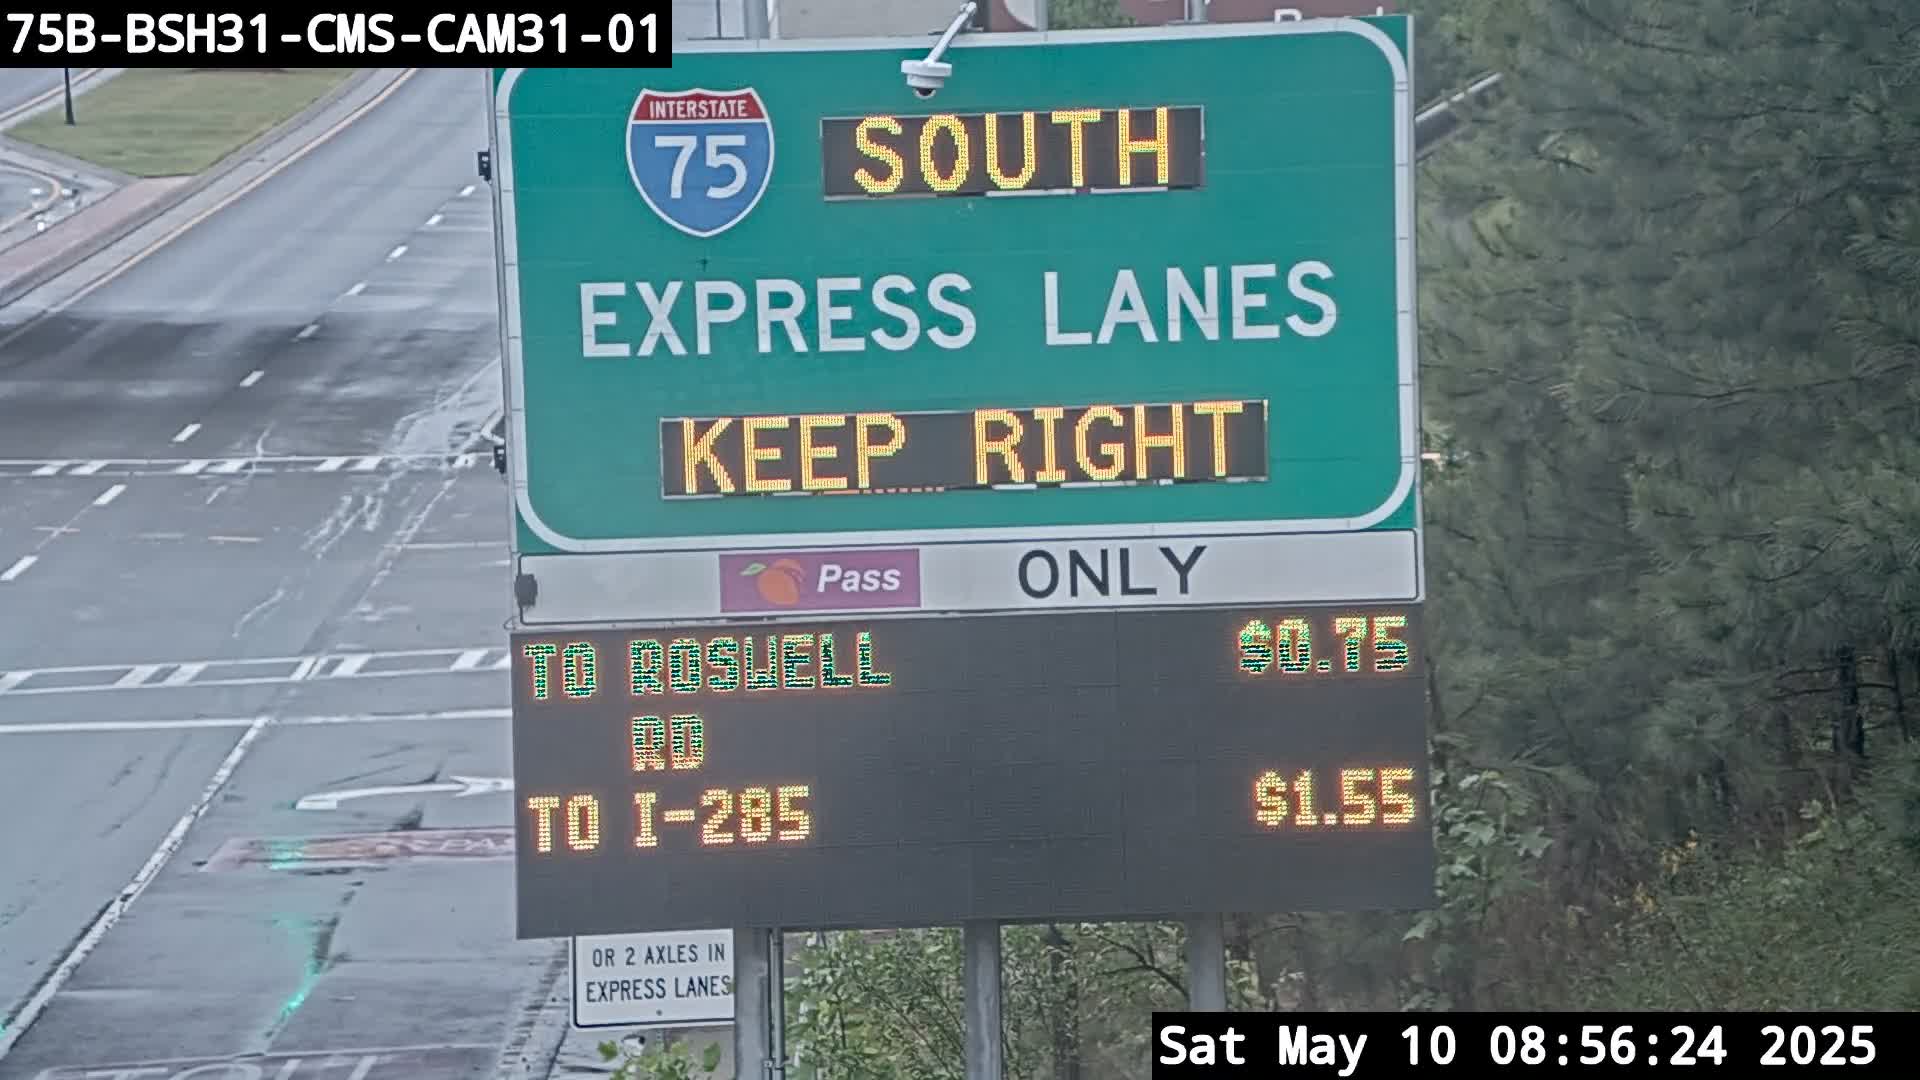 75B-BSH31-CMS-CAM31-01
INTERSTATE
75
SOUTH
EXPRESS LANES
KEEP RIGHT
Pass ONLY
TO ROSWELL $0.75
RD
TO I-285 $1.55
OR 2 AXLES IN
EXPRESS LANES
Sat May 10 08:56:24 2025